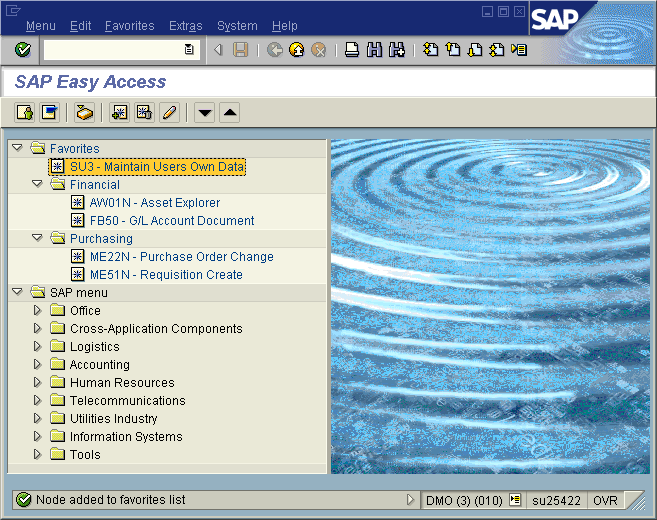 Menu Edit Favorites Extras System Help
SAP
SAP Easy Access
Favorites
SU3 - Maintain Users Own Data
Financial
AW01N - Asset Explorer
FB50 - G/L Account Document
Purchasing
ME22N - Purchase Order Change
ME51N - Requisition Create
SAP menu
Office
Cross-Application Components
Logistics
Accounting
Human Resources
Telecommunications
Utilities Industry
Information Systems
Tools
Node added to favorites list DMO (3) (010) su25422 OVR